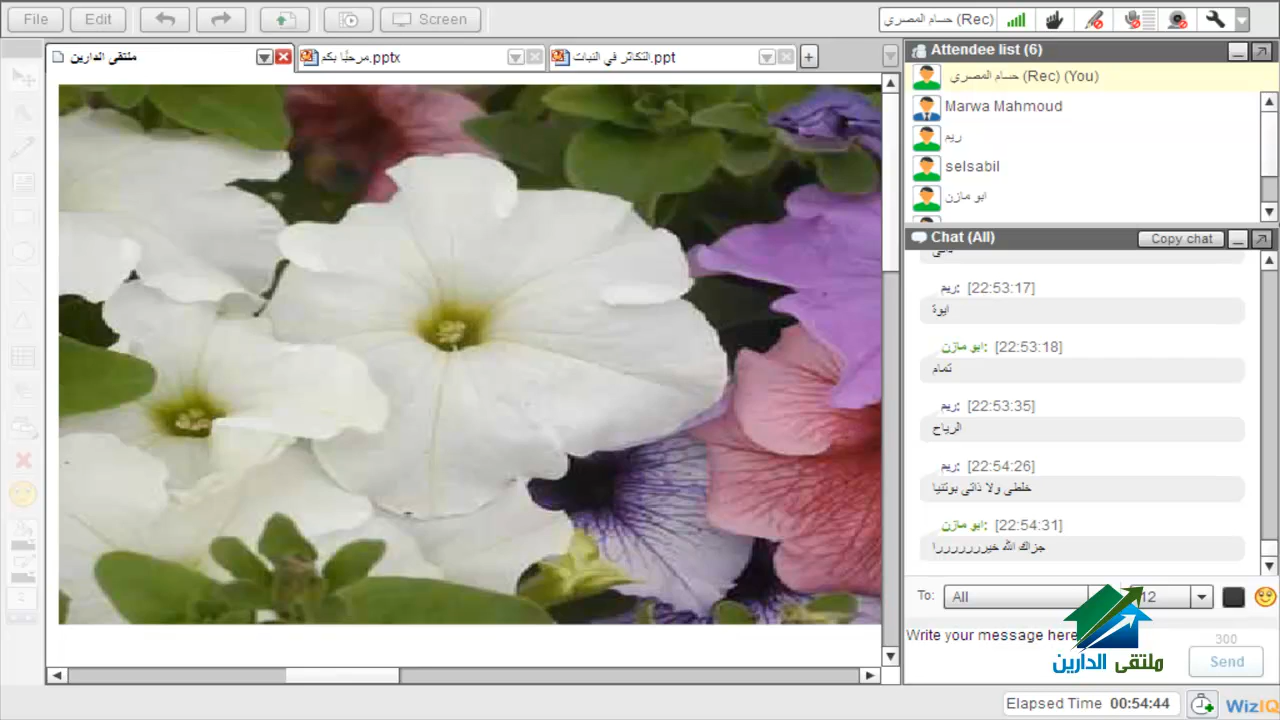 File
Edit
Screen
حسام المصري (Rec)
ملتقى الدارين
مرحبًا بكم.pptx
التكاثر في النبات.ppt
Attendee list (6)
حسام المصري (Rec) (You)
Marwa Mahmoud
ريم
selsabil
ابو مازن
Chat (All)
Copy chat
ريم: [22:53:17]
ايوة
ابو مازن: [22:53:18]
تمام
ريم: [22:53:35]
الرياح
ريم: [22:54:26]
خلطى ولا ذاتى بوتنيا
ابو مازن: [22:54:31]
جزاك الله خيررررررررا
To:
All
12
Write your message here
300
Send
ملتقى الدارين
Elapsed Time 00:54:44
WizIQ